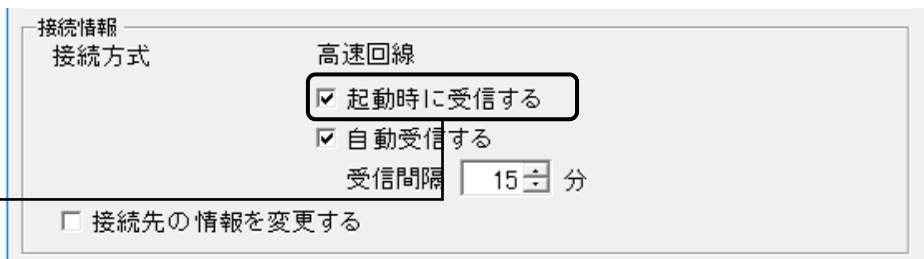 接続情報
接続方式 高速回線
起動時に受信する
自動受信する
受信間隔 15 分
接続先の情報を変更する